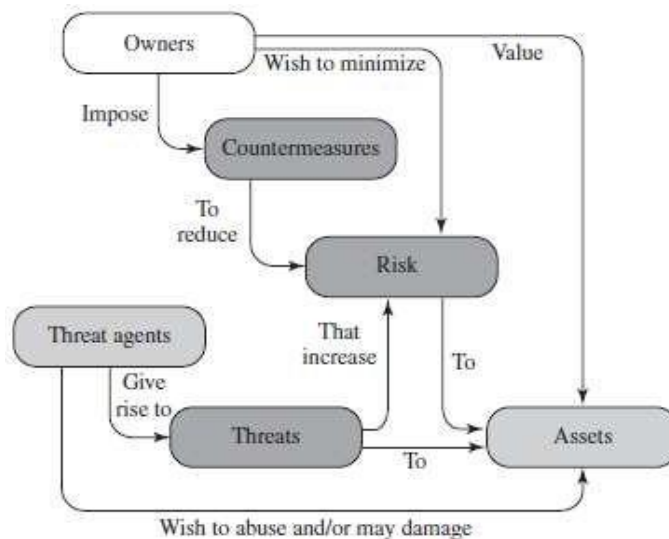 Owners
Value
Wish to minimize
Impose
Countermeasures
To
reduce
Risk
Threat agents
That
increase
To
Give
rise to
Threats
Assets
To
Wish to abuse and/or may damage